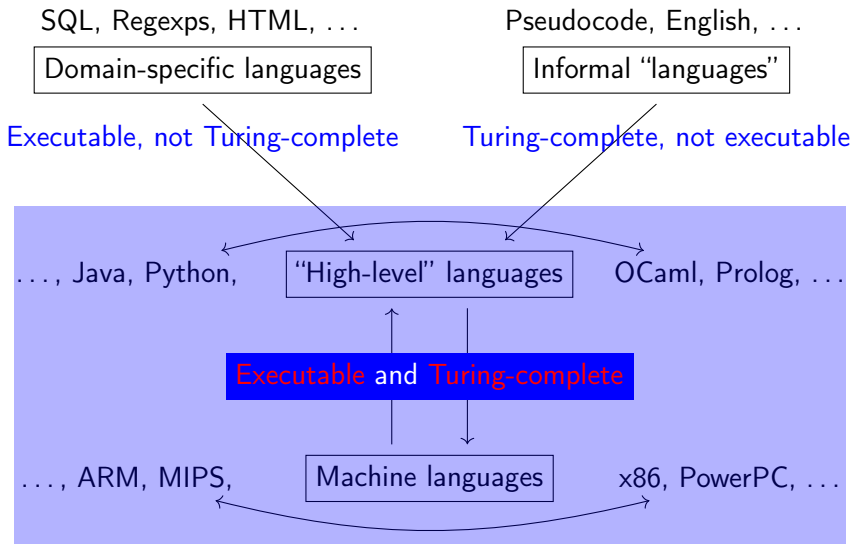 SQL, Regexps, HTML, ...
Pseudocode, English, ...
Domain-specific languages
Informal “languages”
Executable, not Turing-complete
Turing-complete, not executable
..., Java, Python,
“High-level” languages
OCaml, Prolog, ...
Executable and Turing-complete
..., ARM, MIPS,
Machine languages
x86, PowerPC, ...